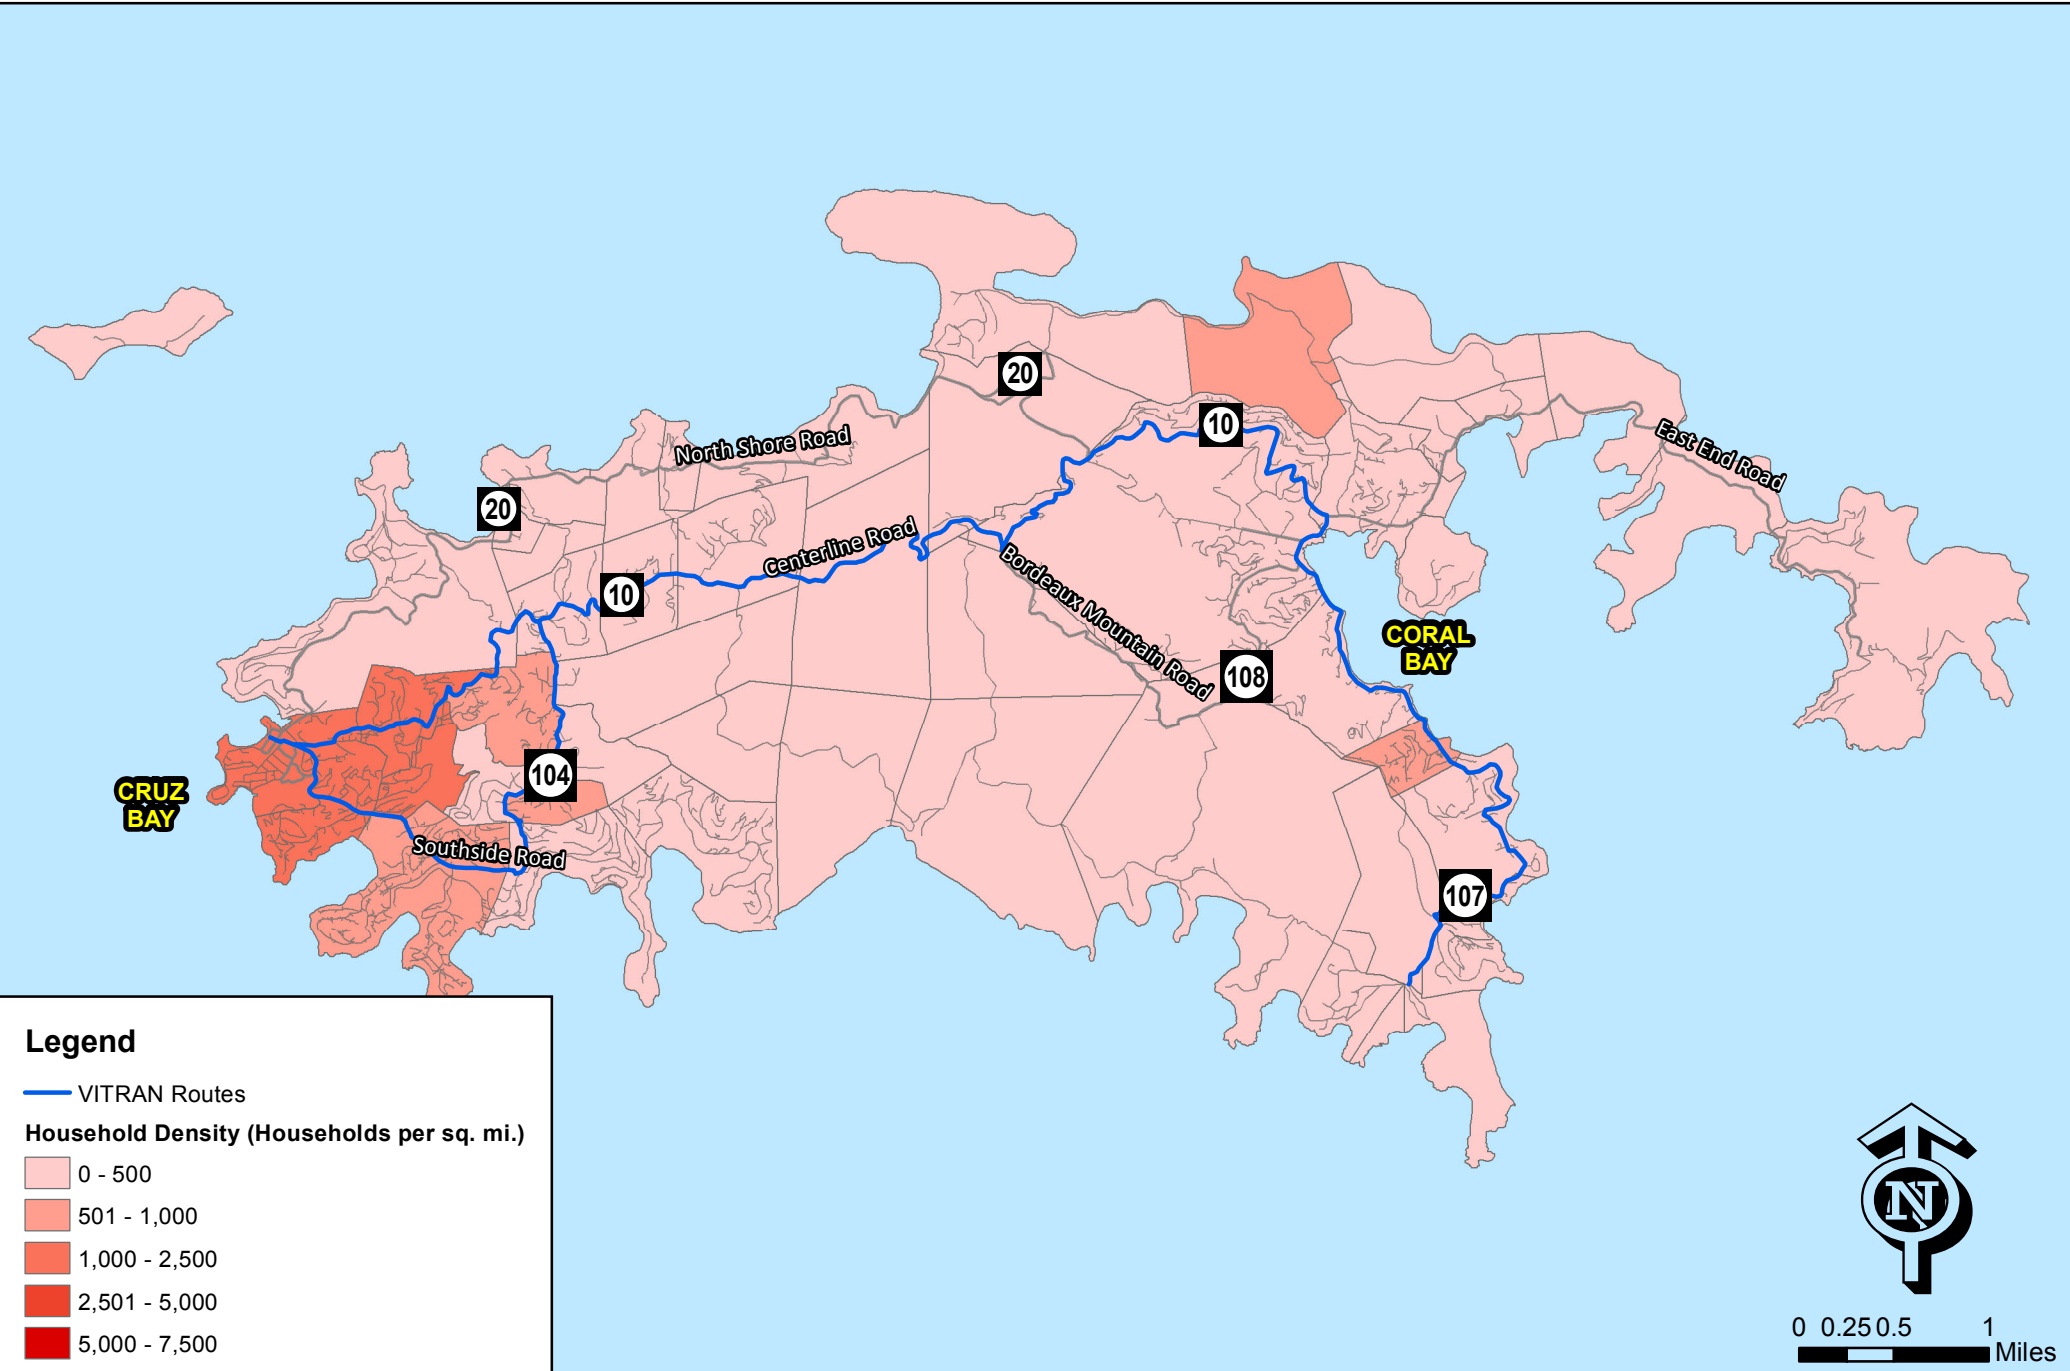 20
10
East End Road
North Shore Road
20
Centerline Road
Bordeaux Mountain Road
10
CORAL
BAY
108
104
CRUZ
BAY
Southside Road
107
Legend
VITRAN Routes
Household Density (Households per sq. mi.)
0 - 500
501 - 1,000
1,000 - 2,500
2,501 - 5,000
5,000 - 7,500
N
0 0.25 0.5 1
Miles